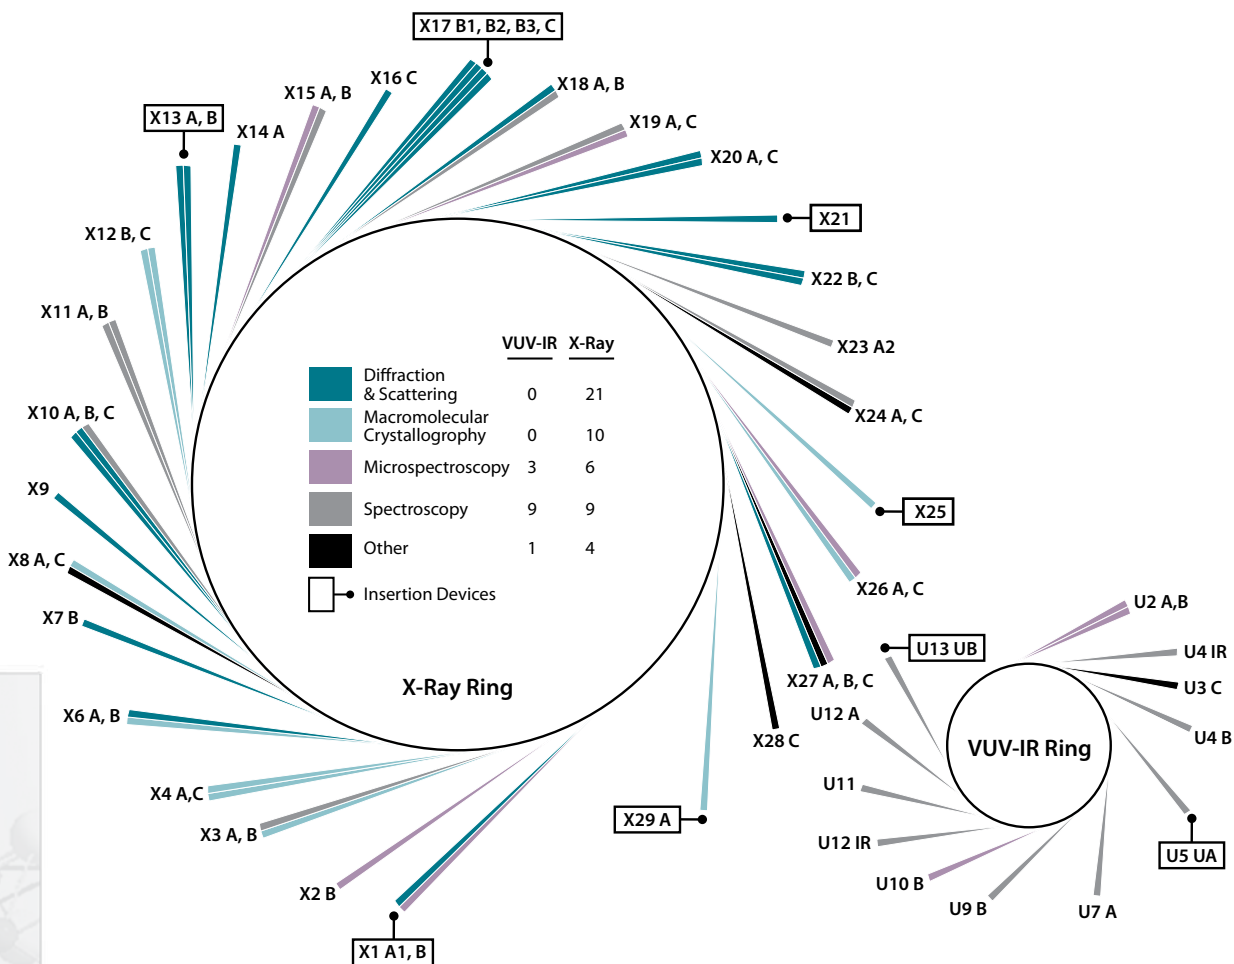 X17 B1, B2, B3, C
X16 C
X18 A, B
X15 A, B
X13 A, B
X14 A
X19 A, C
X20 A, C
X21
X12 B, C
X22 B, C
X11 A, B
X23 A2
X10 A, B, C
X24 A, C
X9
X25
X8 A, C
X26 A, C
X7 B
X27 A, B, C
X6 A, B
X28 C
X4 A,C
X3 A, B
X29 A
X2 B
X1 A1, B
VUV-IR X-Ray
Diffraction
& Scattering 0 21
Macromolecular
Crystallogrophy 0 10
Microspectroscopy 3 6
Spectroscopy 9 9
Other 1 4
Insertion Devices
X-Ray Ring
U2 A,B
U13 UB
U4 IR
U3 C
U12 A
U4 B
VUV-IR Ring
U11
U12 IR
U5 UA
U10 B
U9 B
U7 A